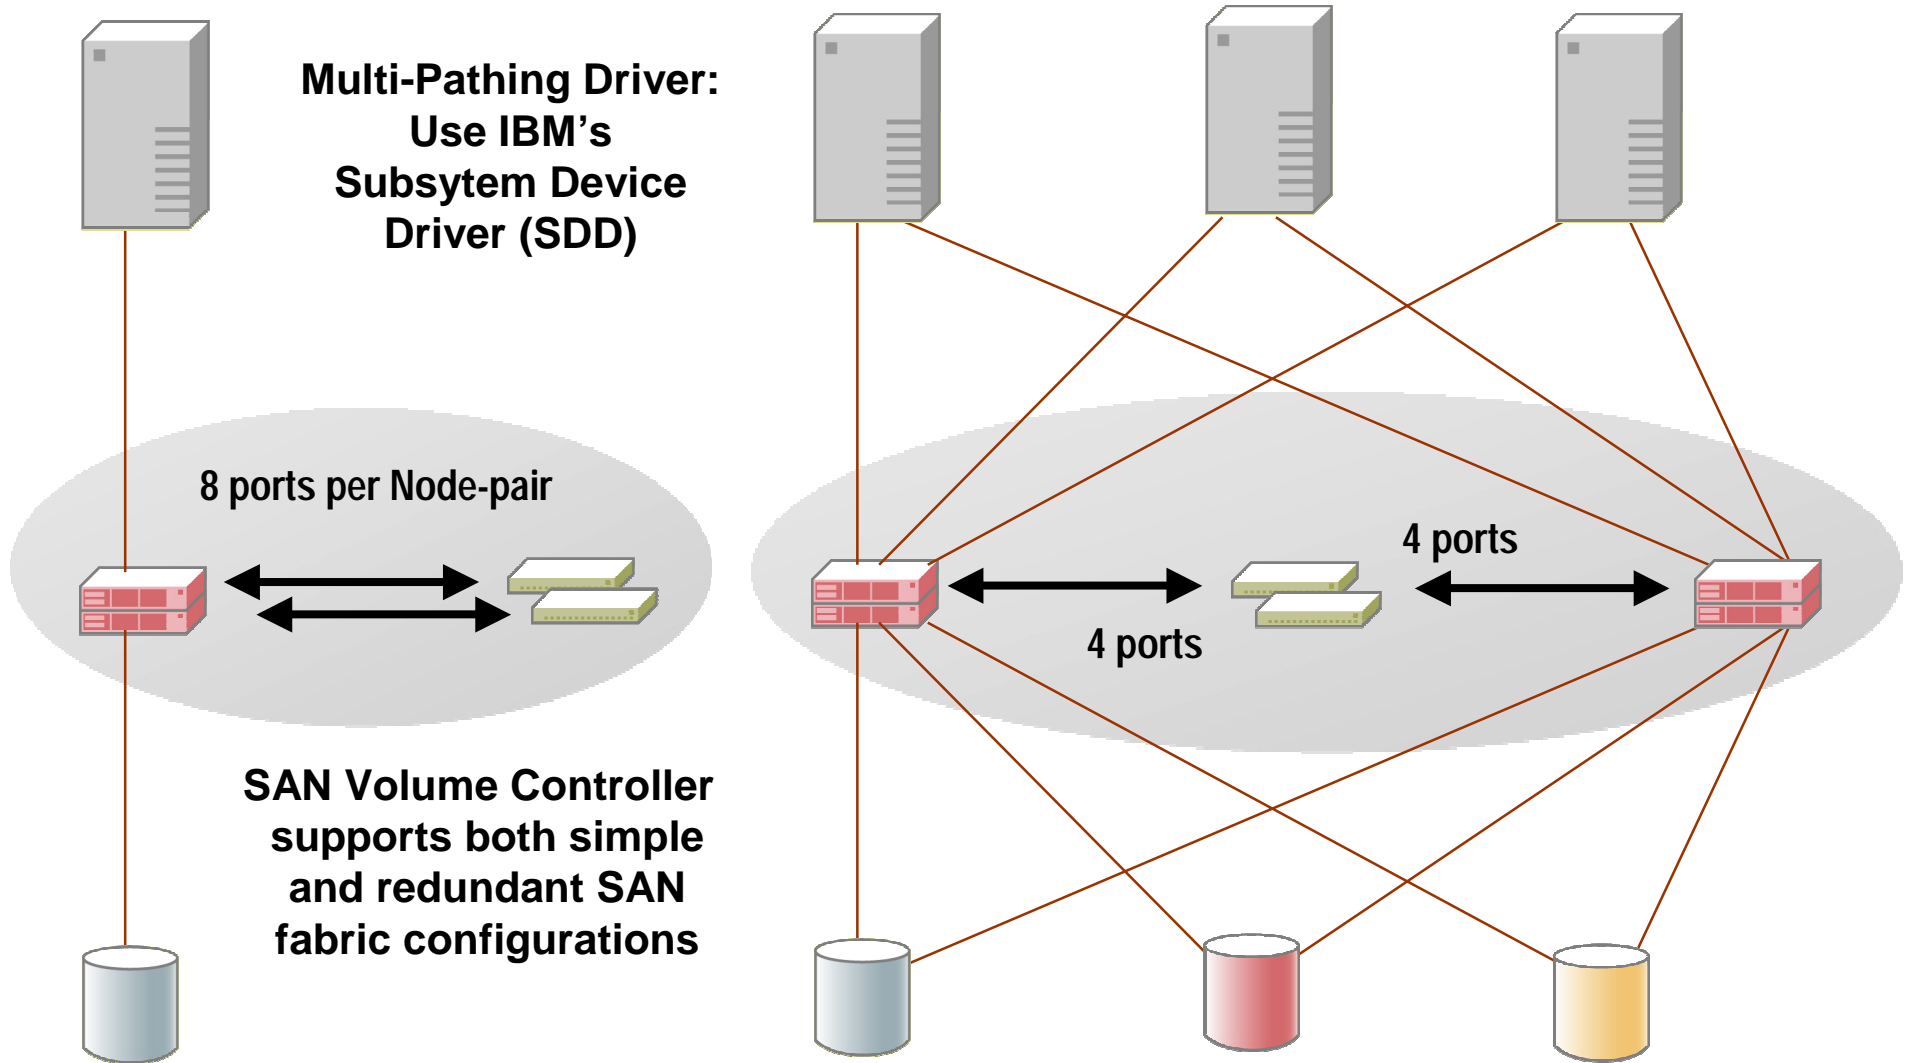 Multi-Pathing Driver:
Use IBM’s
Subsytem Device
Driver (SDD)
8 ports per Node-pair
4 ports
4 ports
SAN Volume Controller
supports both simple
and redundant SAN
fabric configurations